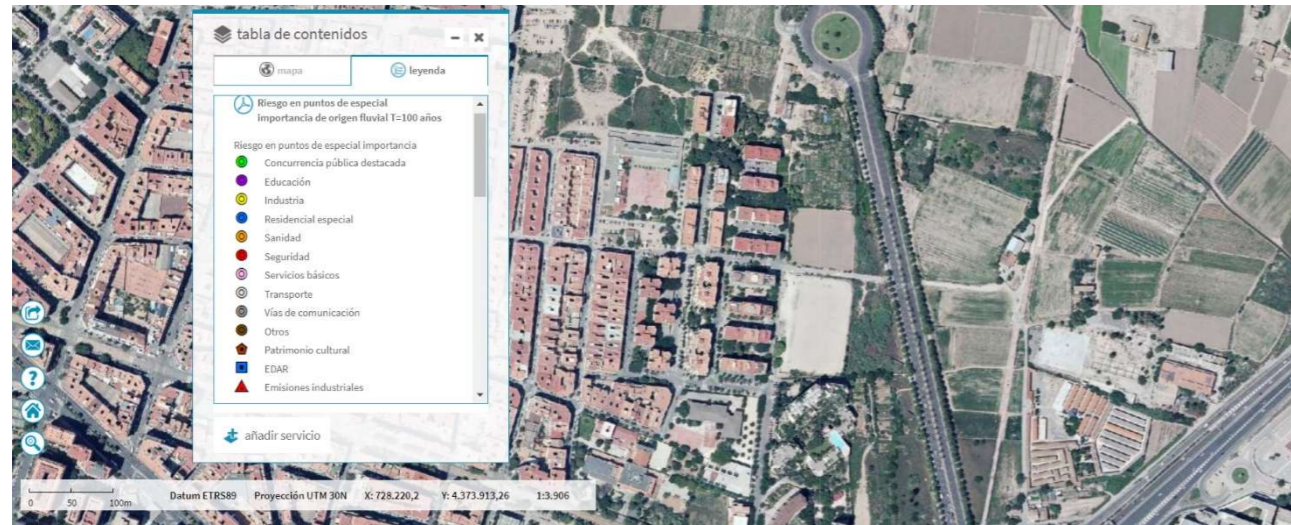 tabla de contenidos
mapa
leyenda
Riesgo en puntos de especial
importancia de origen fluvial T=100 años
Riesgo en puntos de especial importancia
Concurrencia pública destacada
Educación
Industria
Residencial especial
Sanidad
Seguridad
Servicios básicos
Transporte
Vías de comunicación
Otros
Patrimonio cultural
EDAR
Emisiones industriales
añadir servicio
0 50 100m Datum ETRS89 Proyección UTM 30N X: 728.220,2 Y: 4.373.913,26 1:3.906